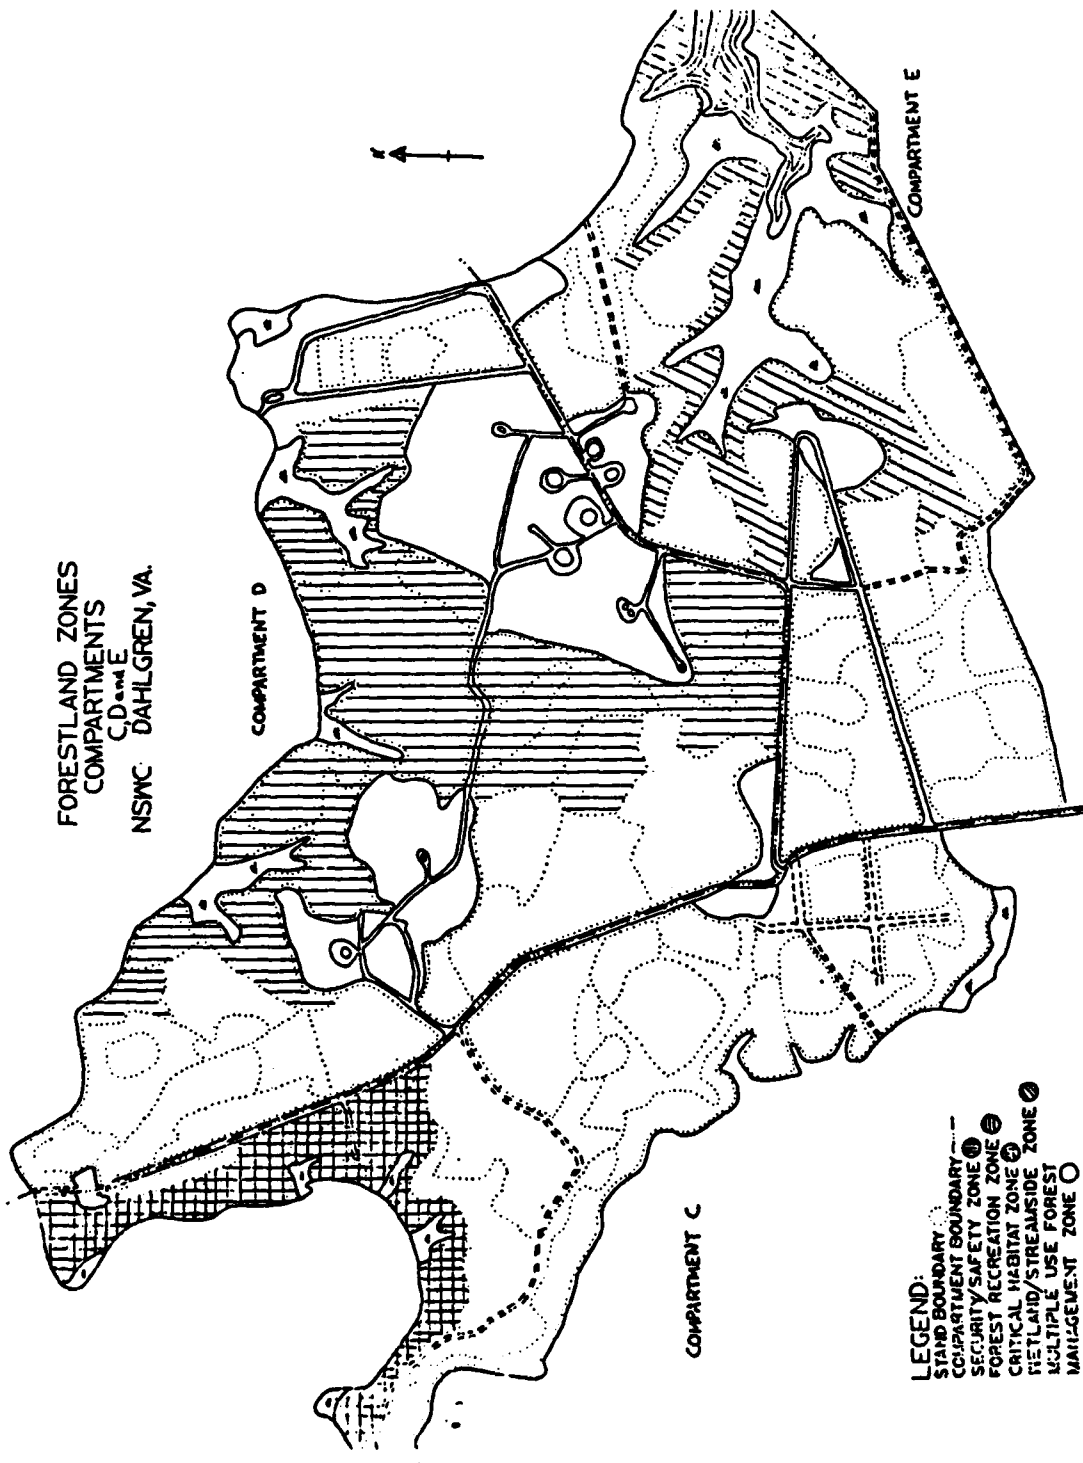 FORESTLAND ZONES
COMPARTMENTS
C, D and E
NSWC DAHLGREN, VA.
N
COMPARTMENT D
COMPARTMENT E
COMPARTMENT C
LEGEND:
STAND BOUNDARY
COMPARTMENT BOUNDARY
SECURITY/SAFETY ZONE
FOREST RECREATION ZONE
CRITICAL HABITAT ZONE
WETLAND/STREAMSIDE ZONE
MULTIPLE USE FOREST
MANAGEMENT ZONE